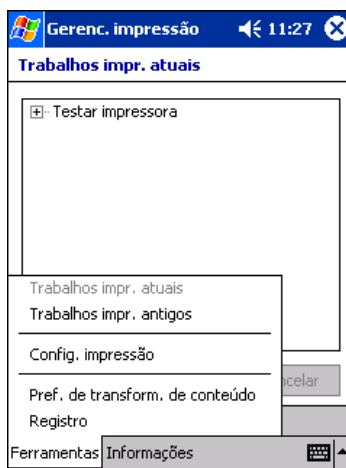 Gerenc. impressão 11:27
Trabalhos impr. atuais
Testar impressora
Trabalhos impr. atuais
Trabalhos impr. antigos
Config. impressão
Pref. de transform. de conteúdo
Registro
Ferramentas Informações